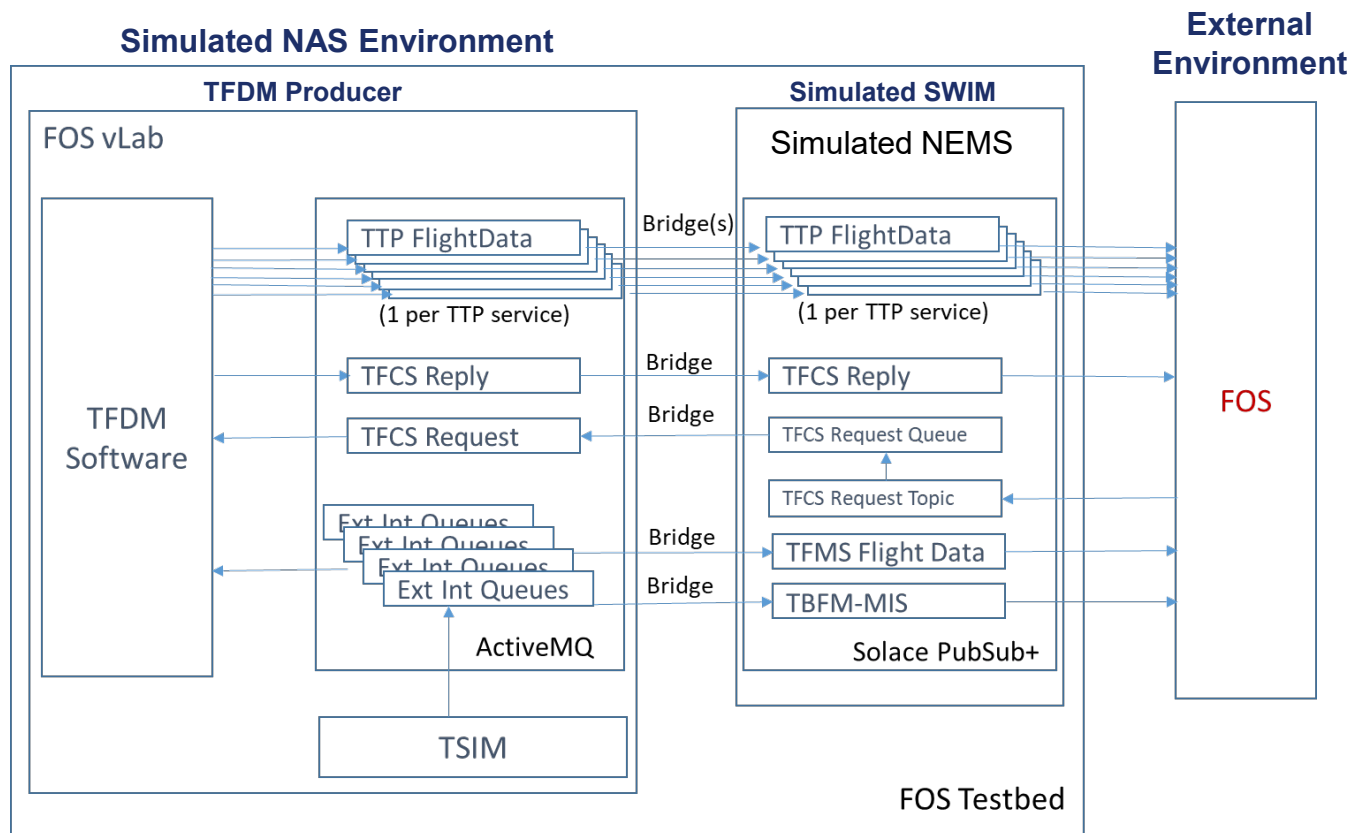 Simulated NAS Environment
External
Environment
TFDM Producer
Simulated SWIM
FOS vLab
Simulated NEMS
TTP FlightData
Bridge(s)
TTP FlightData
(1 per TTP service)
(1 per TTP service)
TFCS Reply
Bridge
TFCS Reply
TFDM
Software
FOS
TFCS Request
Bridge
TFCS Request Queue
TFCS Request Topic
Ext Int Queues
Ext Int Queues
Ext Int Queues
Ext Int Queues
Bridge
TFMS Flight Data
Bridge
TBFM-MIS
ActiveMQ
Solace PubSub+
TSIM
FOS Testbed